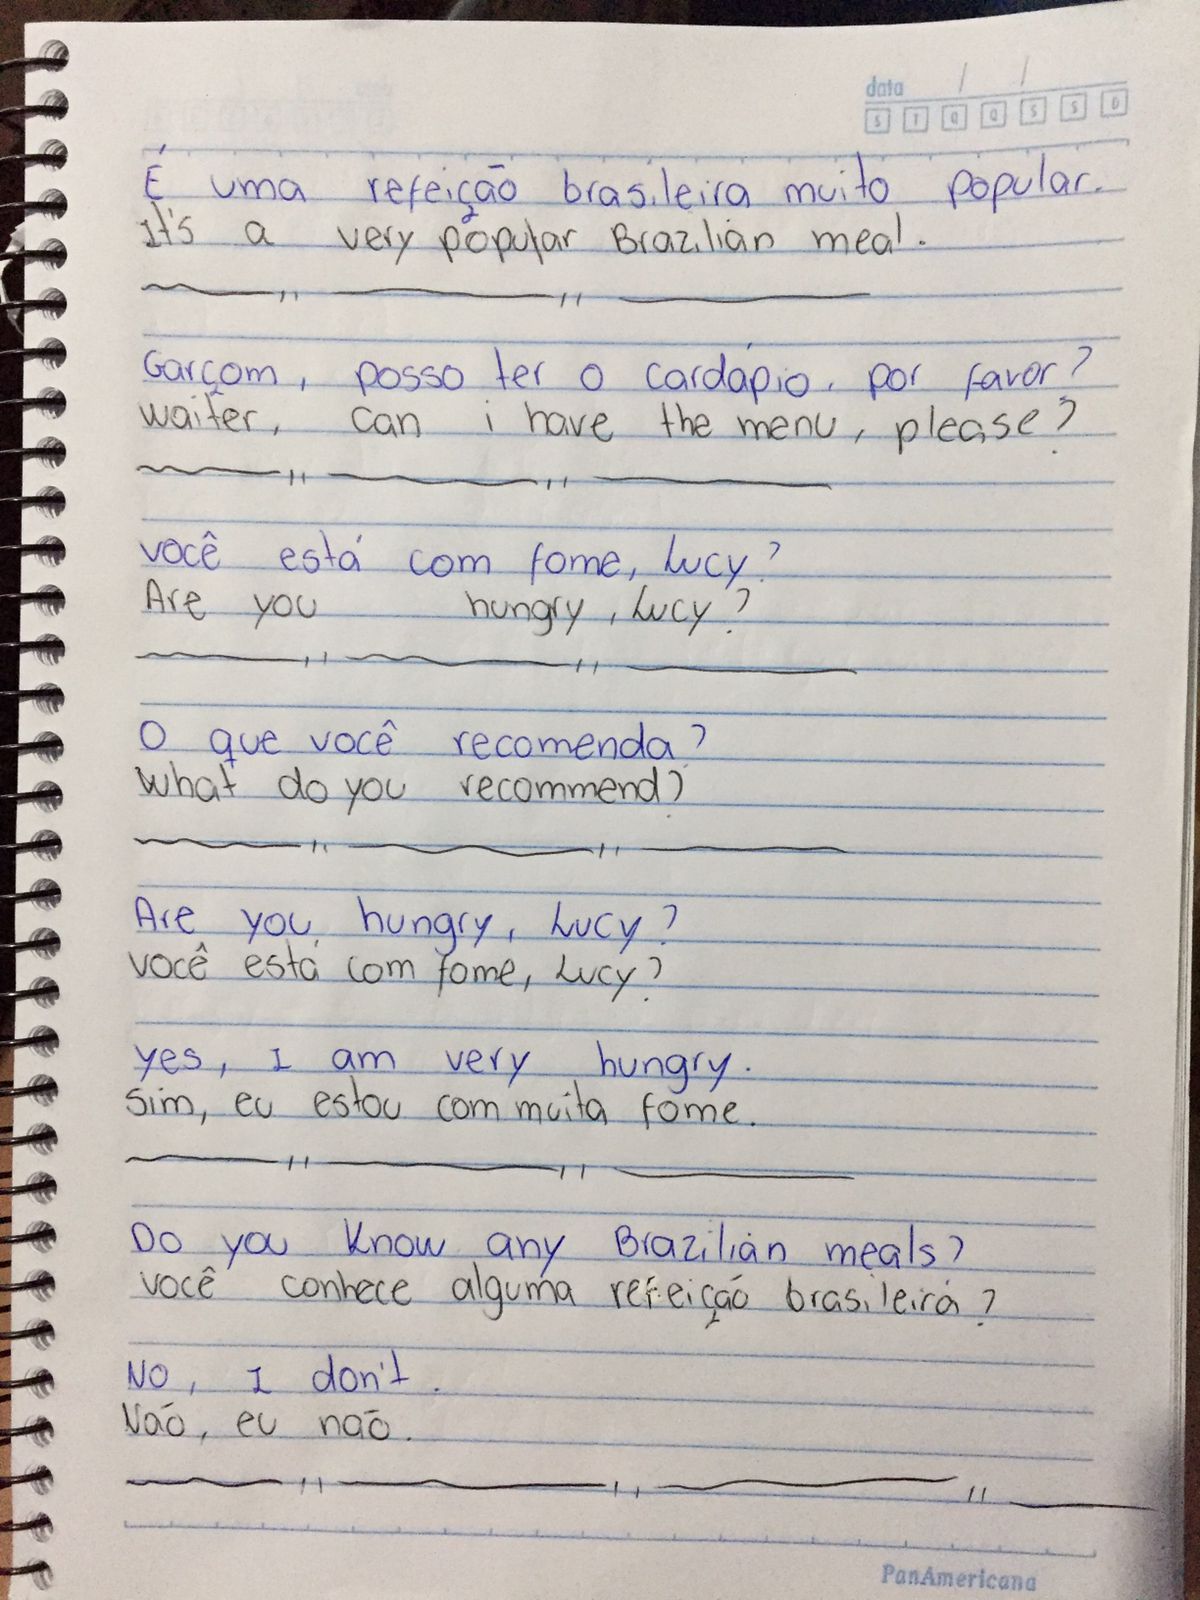 data / /
S T Q Q S S D
É uma refeição brasileira muito popular.
It's a very popular Brazilian meal.
Garçom, posso ter o cardápio, por favor?
waiter, can i have the menu, please?
você está com fome, Lucy?
Are you hungry, Lucy?
O que você recomenda?
What do you recommend?
Are you hungry, Lucy?
você está com fome, Lucy?
yes, I am very hungry.
Sim, eu estou com muita fome.
Do you know any Brazilian meals?
você conhece alguma refeição brasileira?
No, I don't.
Não, eu não.
PanAmericana